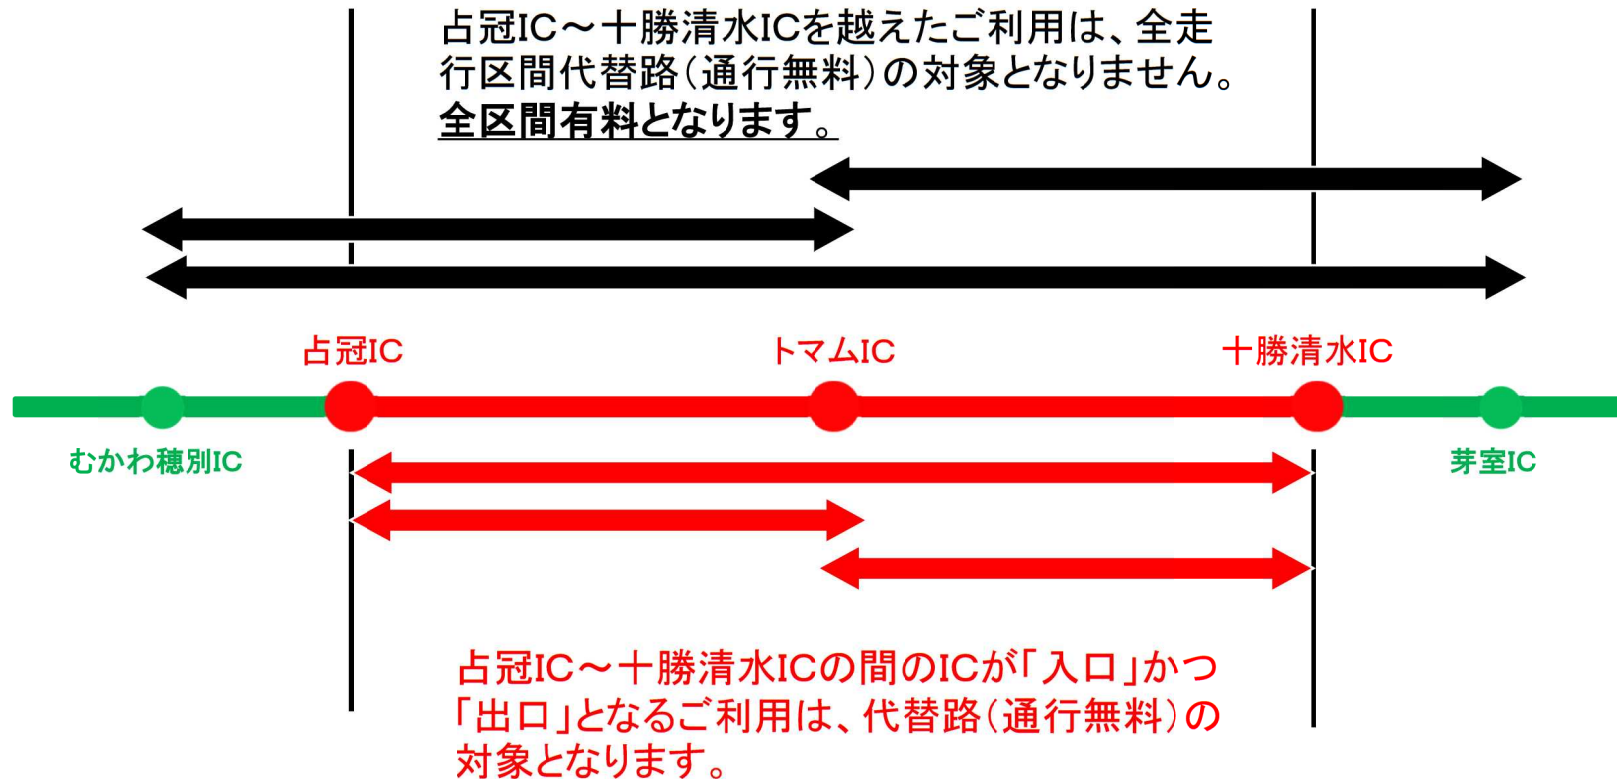 占冠IC～十勝清水ICを越えたご利用は、全走
行区間代替路（通行無料）の対象となりません。
全区間有料となります。
占冠IC
トマムIC
十勝清水IC
むかわ穂別IC
芽室IC
占冠IC～十勝清水ICの間のICが「入口」かつ
「出口」となるご利用は、代替路（通行無料）の
対象となります。